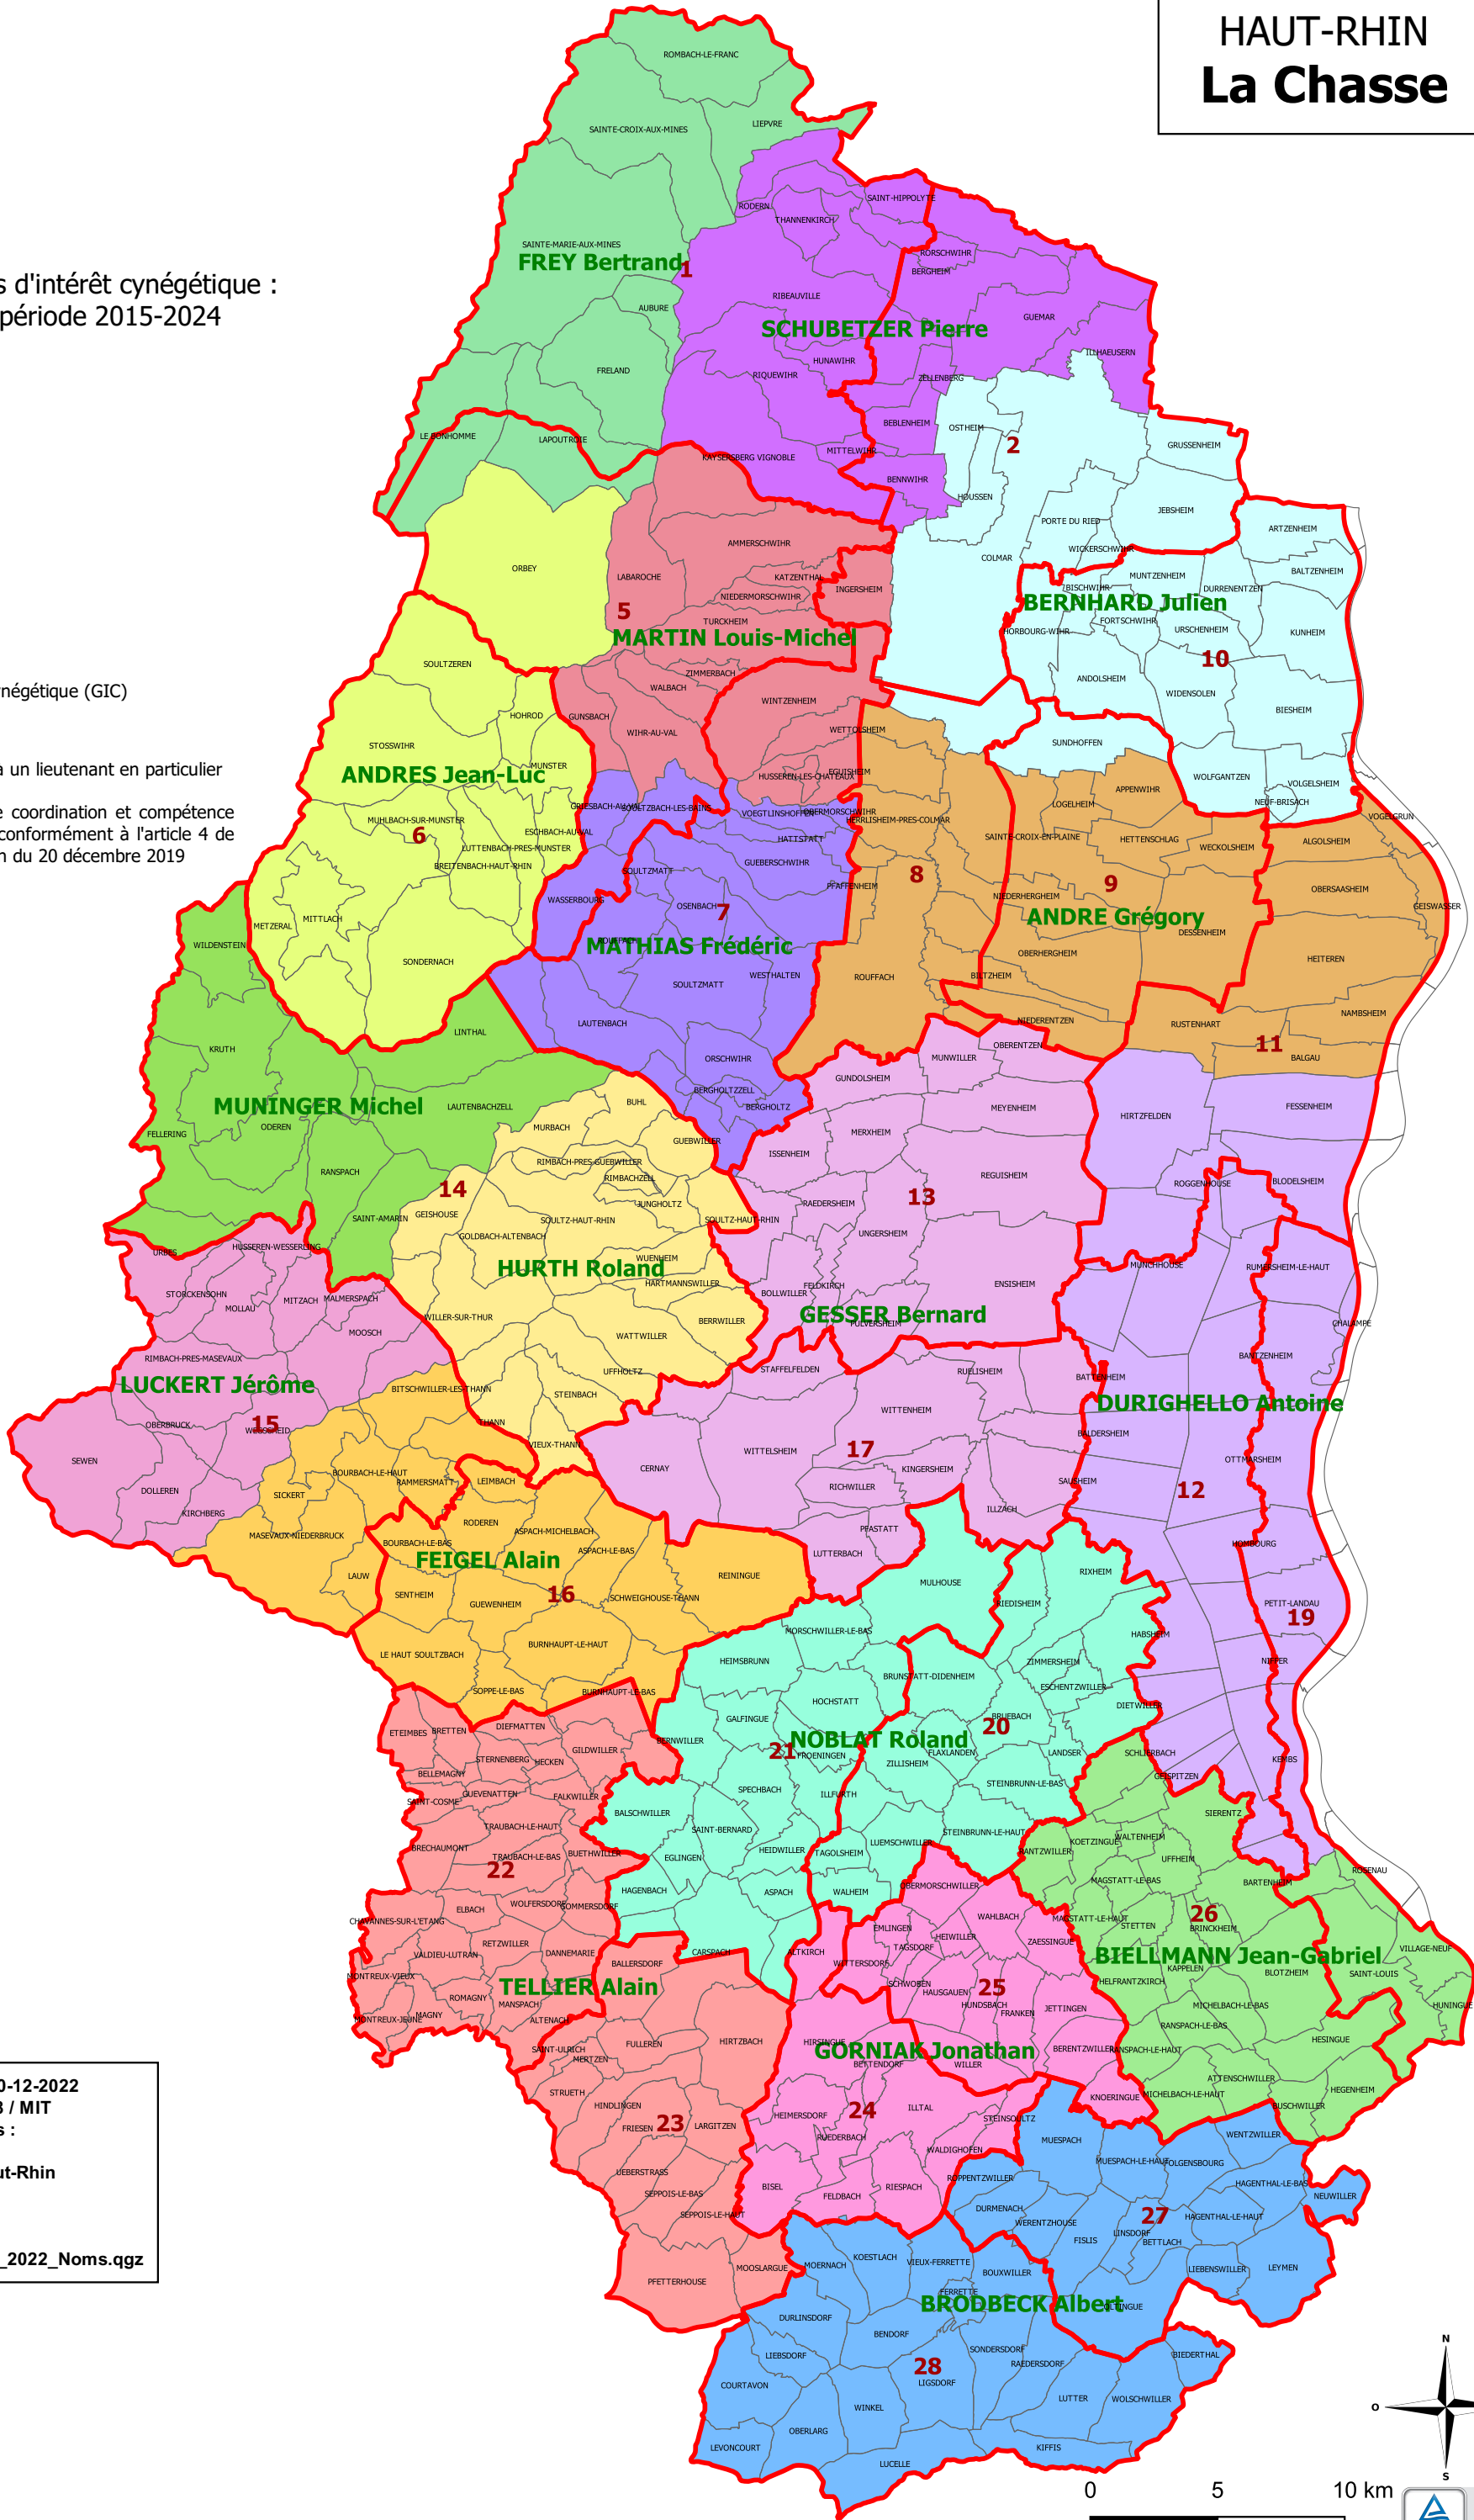 HAUT-RHIN
La Chasse
s d'intérêt cynégétique :
période 2015-2024
ynégétique (GIC)
à un lieutenant en particulier
e coordination et compétence
conformément à l'article 4 de
n du 20 décembre 2019
ROMBACH-LE-FRANC
LIEPVRE
SAINTE-CROIX-AUX-MINES
SAINT-HIPPOLYTE
RODERN
THANNENKIRCH
SAINTE-MARIE-AUX-MINES
FREY Bertrand
1
RORSCHWIHR
BERGHEIM
RIBEAUVILLE
AUBURE
GUEMAR
SCHUBETZER Pierre
ILLHAEUSERN
HUNAWIHR
FRELAND
RIQUEWIHR
ZELLENBERG
BEBLENHEIM
OSTHEIM
2
LE BONHOMME
LAPOUTROIE
GRUSSENHEIM
MITTELWIHR
KAYSERSBERG VIGNOBLE
BENNWIHR
HOUSSEN
JEBSHEIM
PORTE DU RIED
ARTZENHEIM
AMMERSCHWIHR
WICKERSCHWIHR
COLMAR
ORBEY
LABAROCHE
KATZENTHAL
BALTZENHEIM
MUNTZENHEIM
INGERSHEIM
BISCHWIHR
DURRENENTZEN
NIEDERMORSCHWIHR
BERNHARD Julien
5
TURCKHEIM
FORTSCHWIHR
URSCHENHEIM
HORBOURG-WIHR
KUNHEIM
MARTIN Louis-Michel
10
SOULTZEREN
ZIMMERBACH
WALBACH
ANDOLSHEIM
WIDENSOLEN
WINTZENHEIM
BIESHEIM
HOHROD
GUNSBACH
WIHR-AU-VAL
WETTOLSHEIM
STOSSWIHR
SUNDHOFFEN
MUNSTER
ANDRES Jean-Luc
EGUISHEIM
HUSSEREN-LES-CHATEAUX
WOLFGANTZEN
VOLGELSHEIM
APPENWIHR
NEUF-BRISACH
LOGELHEIM
GRIESBACH-AU-VAL
SOULTZBACH-LES-BAINS
VOEGTLINSHOFFEN
OBERMORSCHWIHR
HERRLISHEIM-PRES-COLMAR
VOGELGRUN
MUHLBACH-SUR-MUNSTER
6
ESCHBACH-AU-VAL
HATTSTATT
SAINTE-CROIX-EN-PLAINE
HETTENSCHLAG
WECKOLSHEIM
ALGOLSHEIM
LUTTENBACH-PRES-MUNSTER
BREITENBACH-HAUT-RHIN
GUEBERSCHWIHR
SOULTZMATT
8
9
PFAFFENHEIM
OBERSAASHEIM
WASSERBOURG
OSENBACH
7
NIEDERHERGHEIM
GEISWASSER
MITTLACH
METZERAL
ANDRE Grégory
DESSENHEIM
WILDENSTEIN
ROUFFACH
MATHIAS Frédéric
OBERHERGHEIM
HEITEREN
SONDERNACH
WESTHALTEN
SOULTZMATT
ROUFFACH
BILTZHEIM
NAMBSHEIM
LINTHAL
LAUTENBACH
NIEDERENTZEN
RUSTENHART
11
KRUTH
OBERENTZEN
MUNWILLER
ORSCHWIHR
BALGAU
GUNDOLSHEIM
BERGHOLTZZELL
MUNINGER Michel
LAUTENBACHZELL
BUHL
BERGHOLTZ
MEYENHEIM
HIRTZFELDEN
FESSENHEIM
ODEREN
MURBACH
MERXHEIM
FELLERING
GUEBWILLER
ISSENHEIM
RIMBACH-PRES-GUEBWILLER
RANSPACH
RIMBACHZELL
REGUISHEIM
ROGGENHOUSE
BLODELSHEIM
14
13
JUNGHOLTZ
RAEDERSHEIM
SAINT-AMARIN
GEISHOUSE
SOULTZ-HAUT-RHIN
SOULTZ-HAUT-RHIN
GOLDBACH-ALTENBACH
UNGERSHEIM
HUSSEREN-WESSERLING
URBES
WUENHEIM
HURTH Roland
MUNCHHOUSE
RUMERSHEIM-LE-HAUT
HARTMANNSWILLER
FELDKIRCH
ENSISHEIM
STORCKENSOHN
BOLLWILLER
MITZACH
MALMERSPACH
MOLLAU
GESSER Bernard
WILLER-SUR-THUR
BERRWILLER
PULVERSHEIM
CHALAMPE
MOOSCH
WATTWILLER
RIMBACH-PRES-MASEVAUX
BANTZENHEIM
STAFFELFELDEN
RUELISHEIM
UFFHOLTZ
BATTENHEIM
LUCKERT Jérôme
BITSCHWILLER-LES-THANN
STEINBACH
DURIGHELLO Antoine
WITTENHEIM
15
OBERBRUCK
THANN
BALDERSHEIM
VIEUX-THANN
17
WITTELSHEIM
OTTMARSHEIM
SEWEN
CERNAY
KINGERSHEIM
BOURBACH-LE-HAUT
RAMMERSMATT
LEIMBACH
SAUSHEIM
RICHWILLER
12
DOLLEREN
SICKERT
KIRCHBERG
ILLZACH
RODEREN
PFASTATT
ASPACH-MICHELBACH
MASEVAUX-NIEDERBRUCK
BOURBACH-LE-BAS
HOMBOURG
ASPACH-LE-BAS
LUTTERBACH
FEIGEL Alain
RIXHEIM
LAUW
REININGUE
MULHOUSE
SENTHEIM
16
SCHWEIGHOUSE-THANN
GUEWENHEIM
RIEDISHEIM
PETIT-LANDAU
19
MORSCHWILLER-LE-BAS
HABSHEIM
BURNHAUPT-LE-HAUT
LE HAUT SOULTZBACH
HEIMSBRUNN
ZIMMERSHEIM
NIFFER
BRUNSTATT-DIDENHEIM
ESCHENTZWILLER
SOPPE-LE-BAS
BURNHAUPT-LE-BAS
HOCHSTATT
DIETWILLER
GALFINGUE
BRUEBACH
20
DIEFMATTEN
ETEIMBES
BRETTEN
BERNWILLER
NOBLAT Roland
GILDWILLER
21
FROENINGEN
FLAXLANDEN
LANDSER
SCHLIERBACH
STERNENBERG
HECKEN
ZILLISHEIM
KEMBS
BELLEMAGNY
GEISPITZEN
STEINBRUNN-LE-BAS
SPECHBACH
ILLFURTH
GUEVENATTEN
FALKWILLER
SAINT-COSME
BALSCHWILLER
SIERENTZ
TRAUBACH-LE-HAUT
SAINT-BERNARD
STEINBRUNN-LE-HAUT
WALTENHEIM
KOETZINGUE
LUEMSCHWILLER
BRECHAUMONT
HEIDWILLER
TAGOLSHEIM
RANTZWILLER
BUETHWILLER
TRAUBACH-LE-BAS
EGLINGEN
UFFHEIM
22
ROSENAU
MAGSTATT-LE-BAS
BARTENHEIM
HAGENBACH
ASPACH
WALHEIM
OBERMORSCHWILLER
WOLFERSDORF
GOMMERSDORF
ELBACH
26
CHAVANNES-SUR-L'ETANG
WAHLBACH
MAGSTATT-LE-HAUT
STETTEN
BRINCKHEIM
EMLINGEN
HEIWILLER
ZAESSINGUE
TAGSDORF
RETZWILLER
CARSPACH
ALTKIRCH
VILLAGE-NEUF
VALDIEU-LUTRAN
DANNEMARIE
BIELLMANN Jean-Gabriel
BALLERSDORF
WITTERSDORF
KAPPELEN
BLOTZHEIM
SAINT-LOUIS
MONTREUX-VIEUX
HELFRANTZKIRCH
SCHWOBEN
25
TELLIER Alain
HAUSGAUEN
ROMAGNY
MANSPACH
HUNDSBACH
JETTINGEN
MICHELBACH-LE-BAS
HUNINGUE
MAGNY
FRANKEN
MONTREUX-JEUNE
ALTENACH
RANSPACH-LE-BAS
HESINGUE
HIRTZBACH
HIRSINGUE
FULLEREN
SAINT-ULRICH
GORNIAK Jonathan
BERENTZWILLER
RANSPACH-LE-HAUT
MERTZEN
BETTENDORF
WILLER
ATTENSCHWILLER
STRUETH
HEGENHEIM
KNOERINGUE
MICHELBACH-LE-HAUT
HINDLINGEN
ILLTAL
BUSCHWILLER
24
HEIMERSDORF
STEINSOULTZ
23
FRIESEN
LARGITZEN
RUEDERBACH
WENTZWILLER
MUESPACH
WALDIGHOFEN
MUESPACH-LE-HAUT
FOLGENSBOURG
UEBERSTRASS
ROPPENTZWILLER
HAGENTHAL-LE-BAS
BISEL
RIESPACH
SEPPOIS-LE-BAS
FELDBACH
NEUWILLER
DURMENACH
SEPPOIS-LE-HAUT
27
HAGENTHAL-LE-HAUT
WERENTZHOUSE
LINSDORF
FISLIS
BETTLACH
KOESTLACH
VIEUX-FERRETTE
MOERNACH
MOOSLARGUE
BOUXWILLER
LIEBENSWILLER
LEYMEN
PFETTERHOUSE
FERRETTE
BRODBECK Albert
OLTINGUE
DURLINSDORF
BENDORF
SONDERSDORF
LIEBSDORF
RAEDERSDORF
BIEDERTHAL
28
LIGSDORF
COURTAVON
LUTTER
WOLSCHWILLER
WINKEL
OBERLARG
LEVONCOURT
KIFFIS
LUCELLE
0-12-2022
8 / MIT
s :
ut-Rhin
_2022_Noms.qgz
N
O
S
0 5 10 km